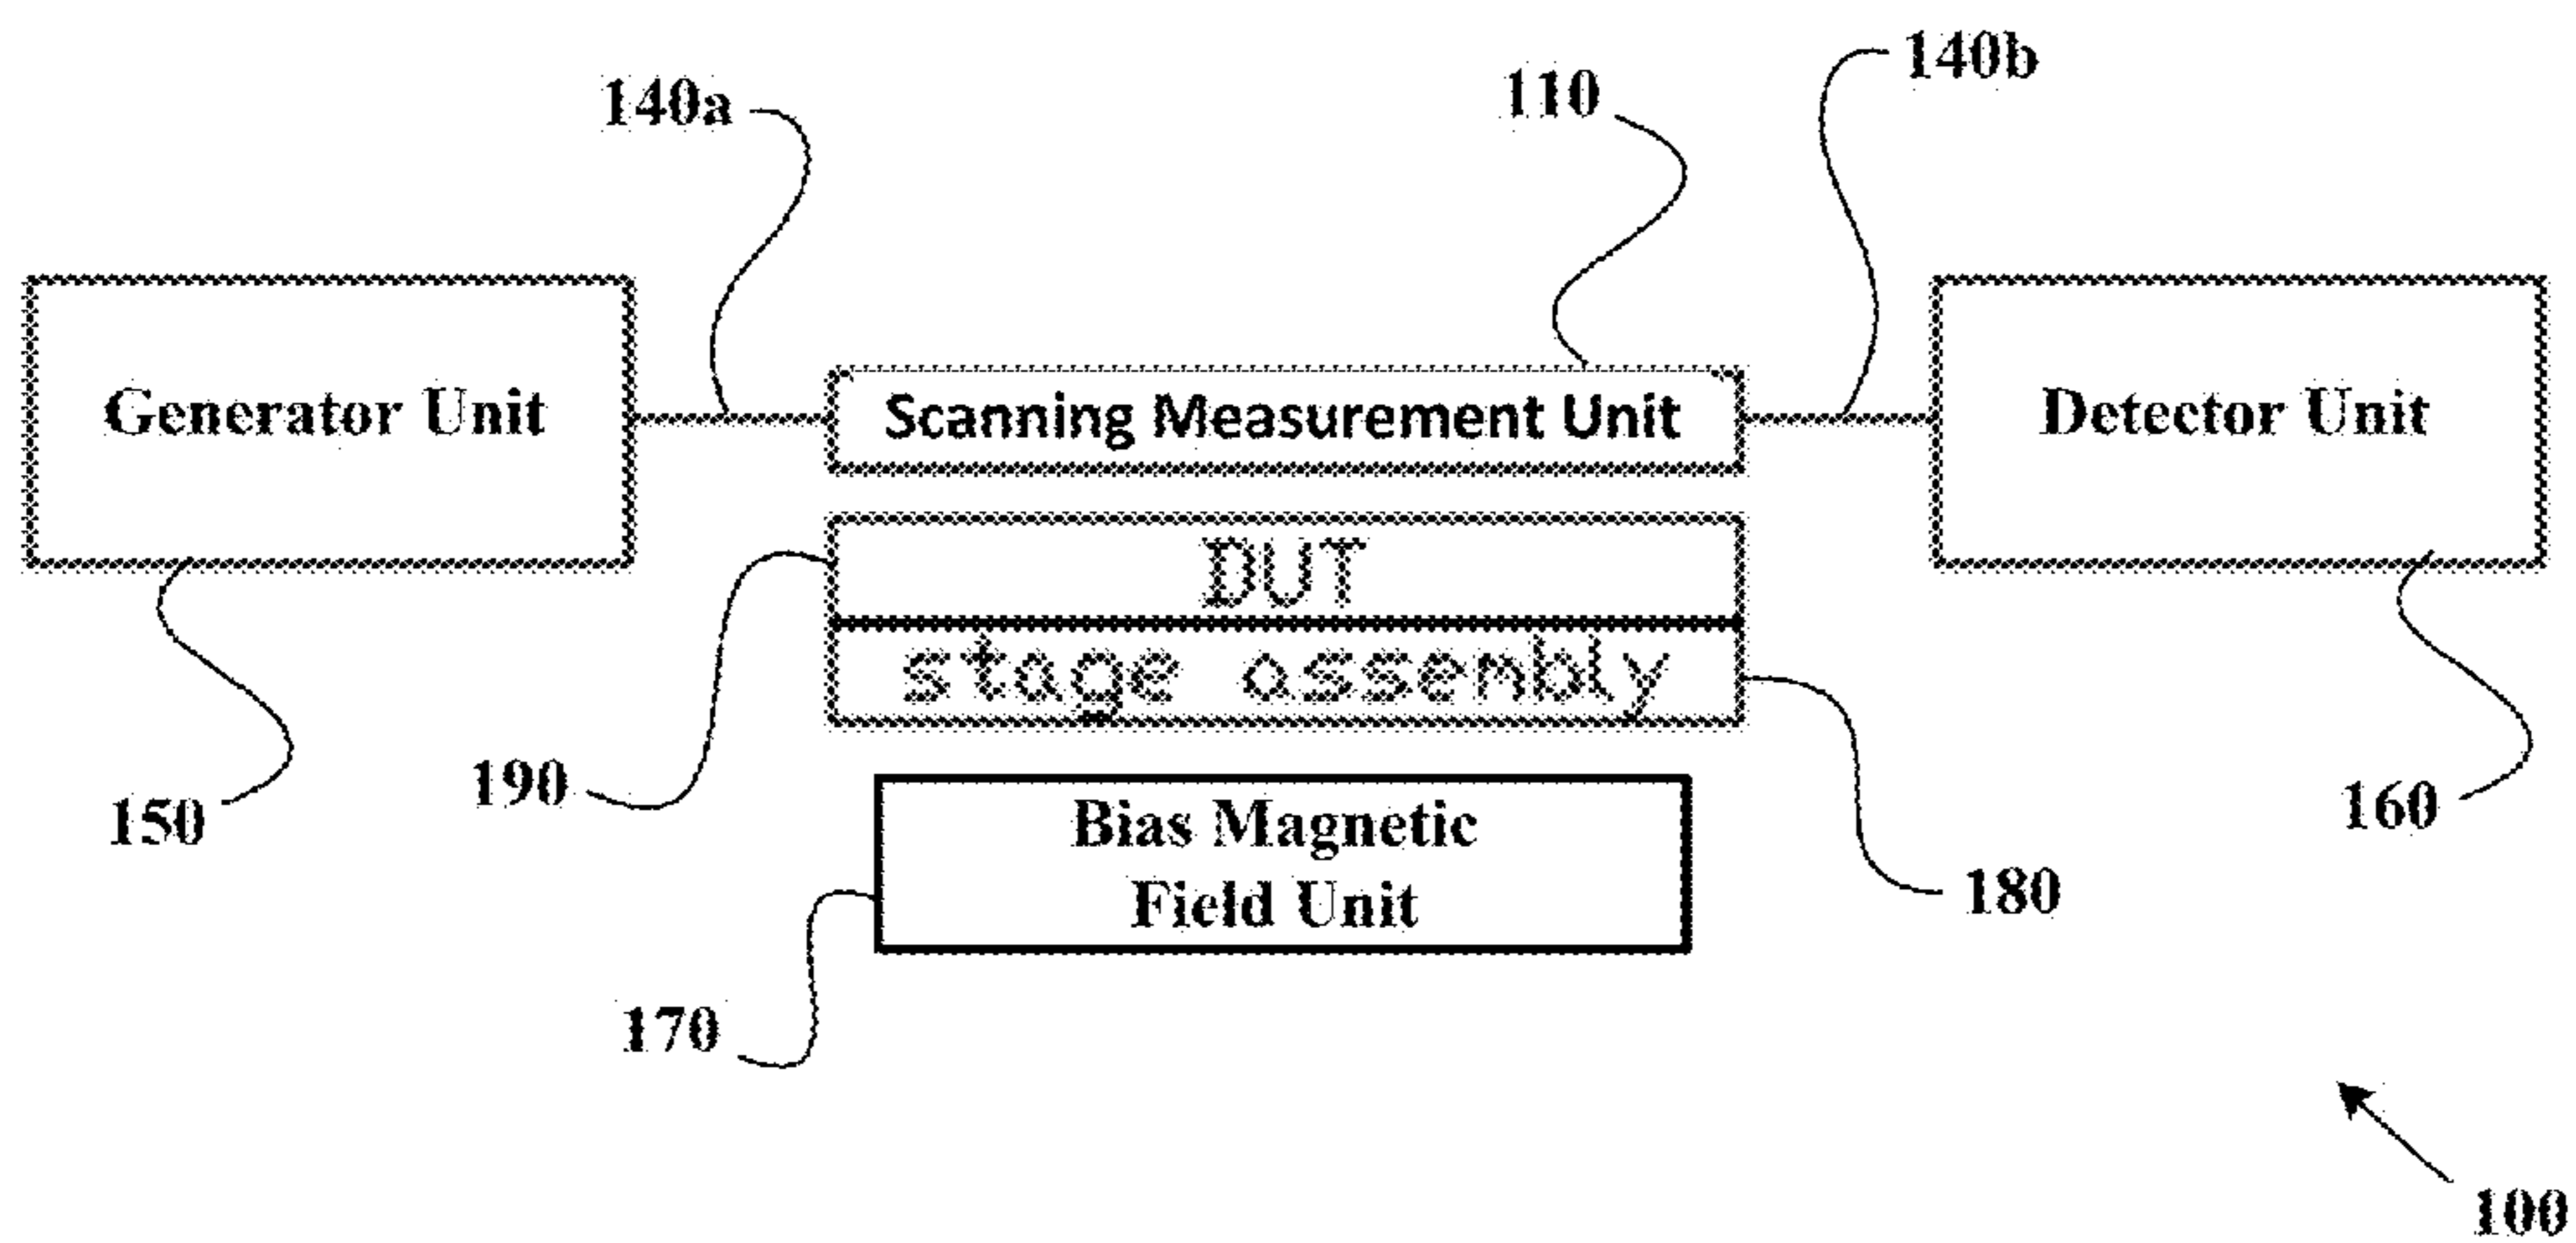 140b
140a
110
Generator Unit
Scanning Measurement Unit
Detector Unit
DUT
stage assembly
190
150
160
Bias Magnetic
Field Unit
180
170
100